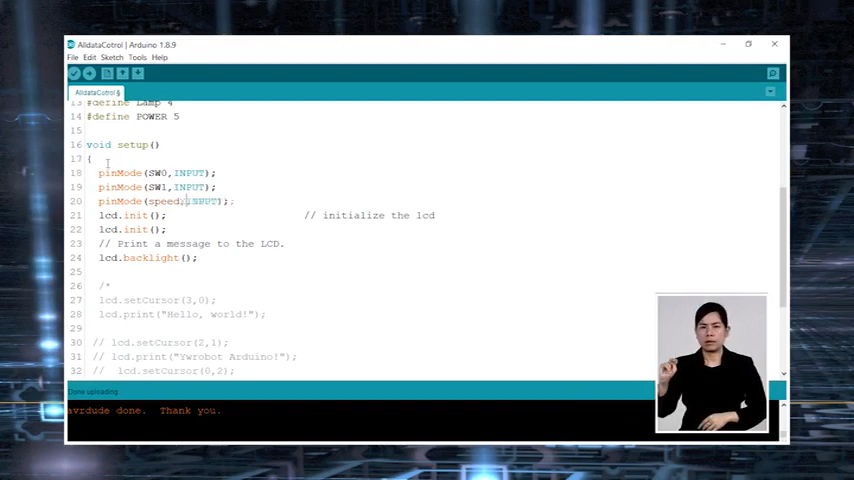 AlldataCotrol | Arduino 1.8.9
File Edit Sketch Tools Help
AlldataCotrol §
13 #define Lamp 4
14 #define POWER 5
15
16 void setup()
17 {
18 pinMode(SW0,INPUT);
19 pinMode(SW1,INPUT);
20 pinMode(speed,INPUT);
21 lcd.init(); // initialize the lcd
22 lcd.init();
23 // Print a message to the LCD.
24 lcd.backlight();
25
26 /*
27 lcd.setCursor(3,0);
28 lcd.print("Hello, world!");
29
30 // lcd.setCursor(2,1);
31 // lcd.print("Ywrobot Arduino!");
32 // lcd.setCursor(0,2);
Done uploading.
avrdude done. Thank you.